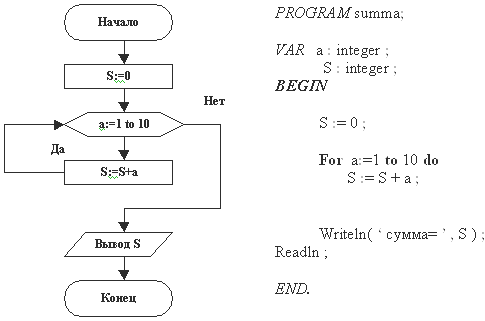 Начало
S:=0
Нет
a:=1 to 10
Да
S:=S+a
Вывод S
Конец
PROGRAM summa;
VAR a : integer ;
S : integer ;
BEGIN
S := 0 ;
For a:=1 to 10 do
S := S + a ;
Writeln( ‘ сумма= ’ , S ) ;
Readln ;
END.